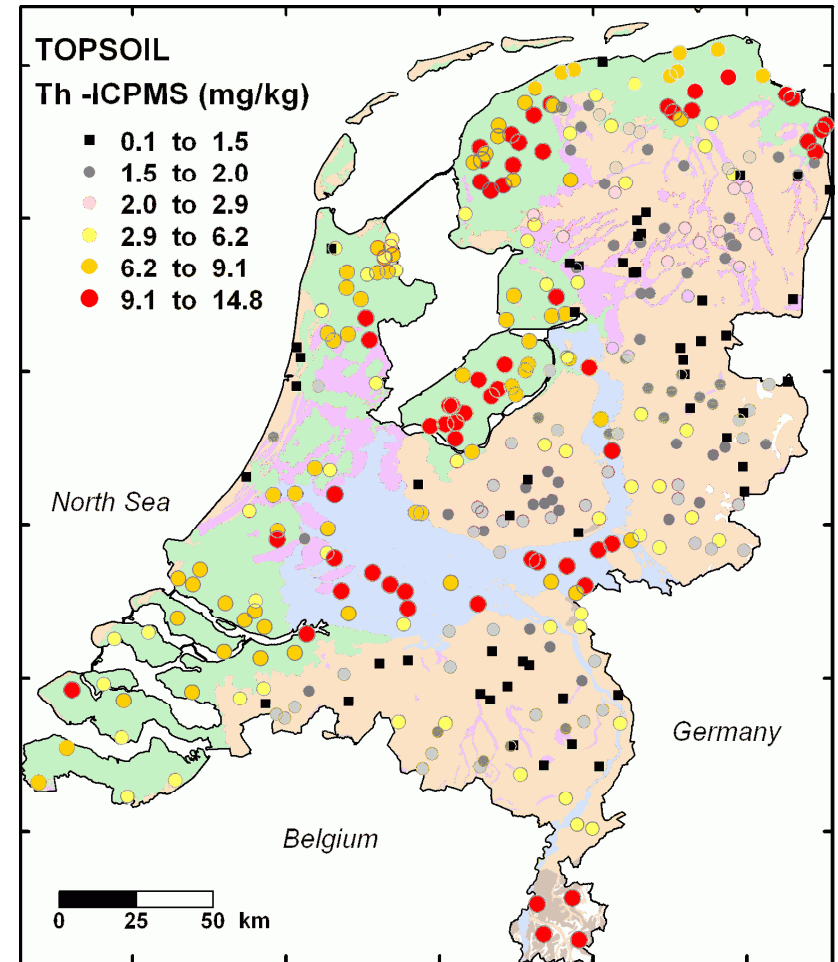 TOPSOIL
Th -ICPMS (mg/kg)
0.1 to 1.5
1.5 to 2.0
2.0 to 2.9
2.9 to 6.2
6.2 to 9.1
9.1 to 14.8
North Sea
Germany
Belgium
0 25 50 km